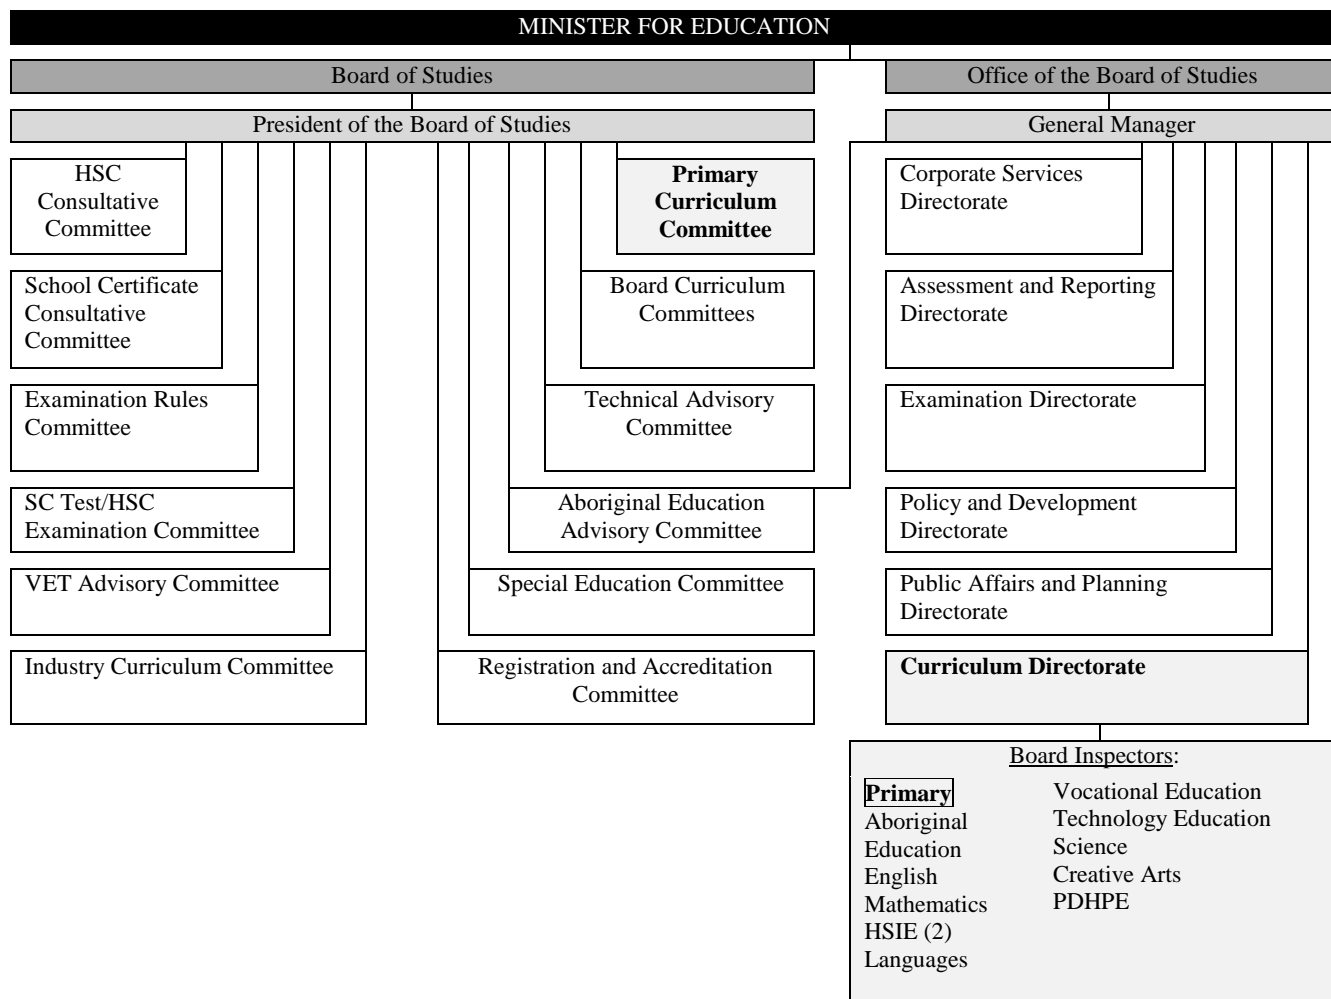 MINISTER FOR EDUCATION
Board of Studies
Office of the Board of Studies
President of the Board of Studies
General Manager
HSC
Consultative
Committee
Primary
Curriculum
Committee
Corporate Services
Directorate
School Certificate
Consultative
Committee
Board Curriculum
Committees
Assessment and Reporting
Directorate
Examination Rules
Committee
Technical Advisory
Committee
Examination Directorate
SC Test/HSC
Examination Committee
Aboriginal Education
Advisory Committee
Policy and Development
Directorate
VET Advisory Committee
Special Education Committee
Public Affairs and Planning
Directorate
Industry Curriculum Committee
Registration and Accreditation
Committee
Curriculum Directorate
Board Inspectors:
Primary
Aboriginal
Education
English
Mathematics
HSIE (2)
Languages
Vocational Education
Technology Education
Science
Creative Arts
PDHPE